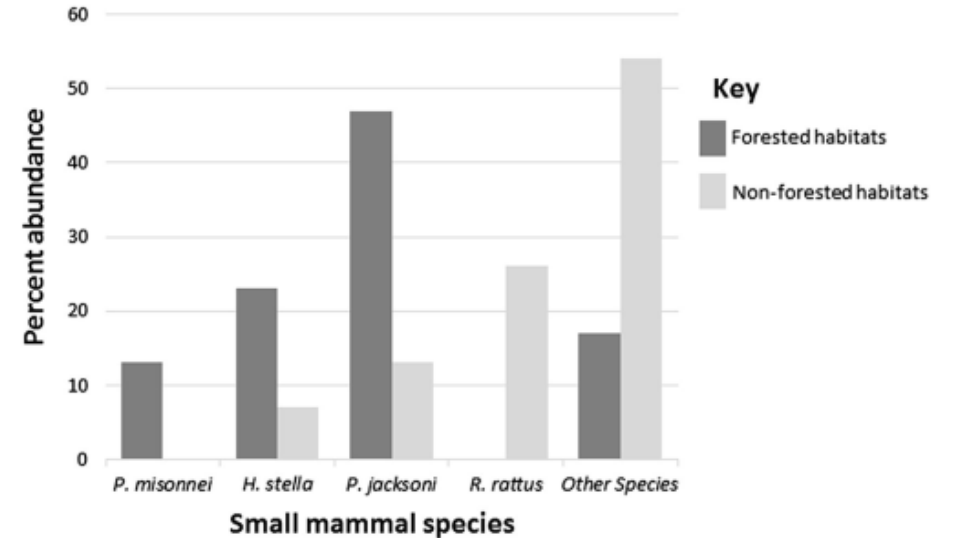 60
50
40
30
20
10
0
Percent abundance
P. misonnei H. stella P. jacksoni R. rattus Other Species
Small mammal species
Key
Forested habitats
Non-forested habitats